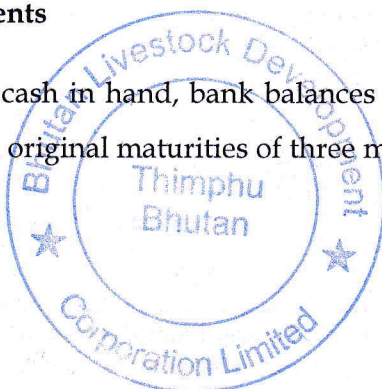 ents
cash in hand, bank balances
original maturities of three m
Bhutan Livestock Development
Thimphu
Bhutan
Corporation Limited